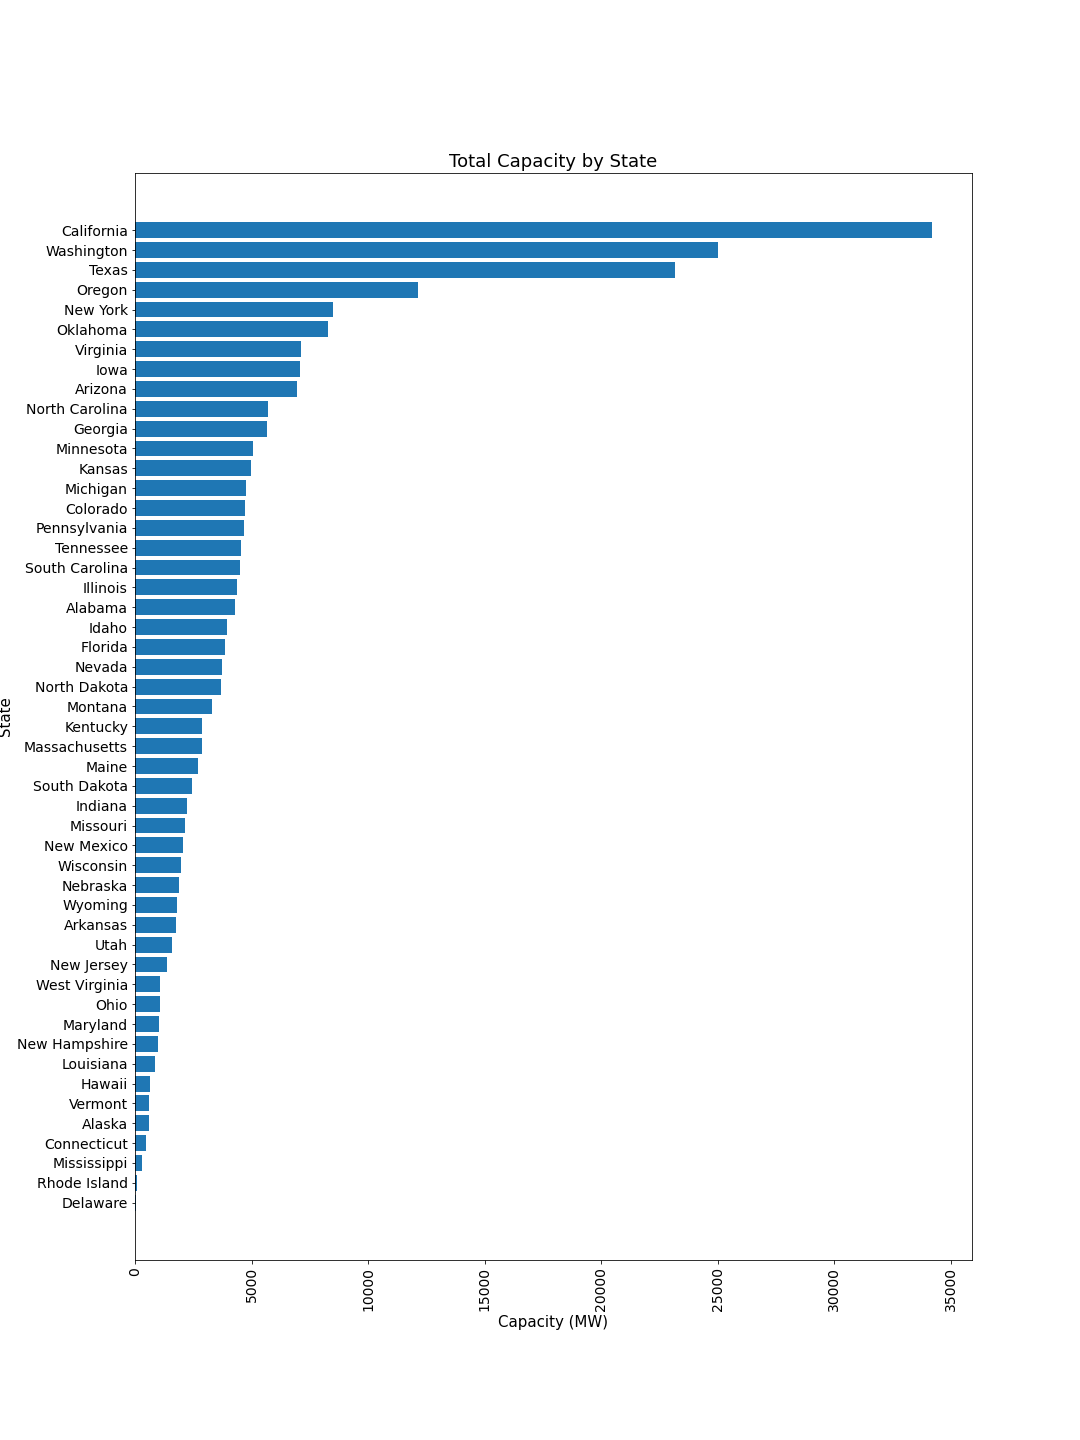 Total Capacity by State
California
Washington
Texas
Oregon
New York
Oklahoma
Virginia
Iowa
Arizona
North Carolina
Georgia
Minnesota
Kansas
Michigan
Colorado
Pennsylvania
Tennessee
South Carolina
Illinois
Alabama
Idaho
Florida
Nevada
North Dakota
Montana
State
Kentucky
Massachusetts
Maine
South Dakota
Indiana
Missouri
New Mexico
Wisconsin
Nebraska
Wyoming
Arkansas
Utah
New Jersey
West Virginia
Ohio
Maryland
New Hampshire
Louisiana
Hawaii
Vermont
Alaska
Connecticut
Mississippi
Rhode Island
Delaware
0
5000
10000
15000
20000
25000
30000
35000
Capacity (MW)